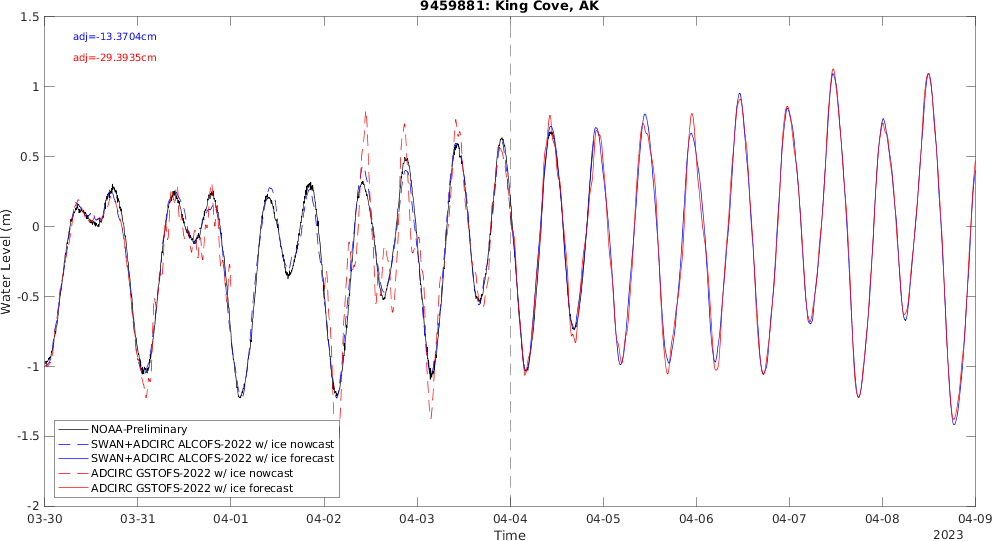 9459881: King Cove, AK
adj=-13.3704cm
adj=-29.3935cm
1.5
1
0.5
0
-0.5
-1
-1.5
-2
Water Level (m)
NOAA-Preliminary
SWAN+ADCIRC ALCOFS-2022 w/ ice nowcast
SWAN+ADCIRC ALCOFS-2022 w/ ice forecast
ADCIRC GSTOFS-2022 w/ ice nowcast
ADCIRC GSTOFS-2022 w/ ice forecast
03-30 03-31 04-01 04-02 04-03 04-04 04-05 04-06 04-07 04-08 04-09
Time
2023